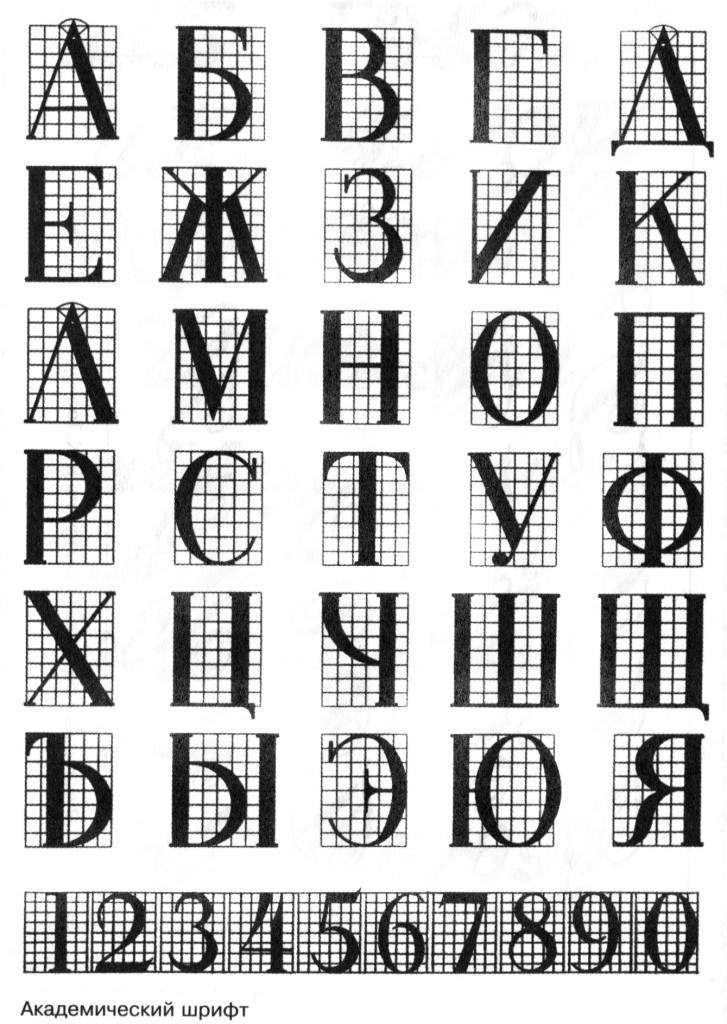 А Б В Г Д
Е Ж З И К
Л М Н О П
Р С Т У Ф
Х Ц Ч Ш Щ
Ъ Ы Э Ю Я
1 2 3 4 5 6 7 8 9 0
Академический шрифт